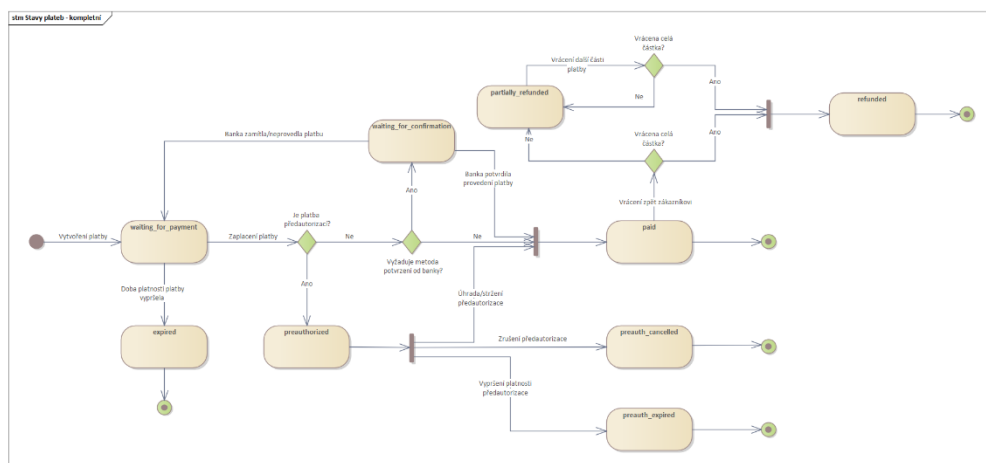 stm Stavy plateb - kompletní
Vrácena celá
částka?
Vrácení další části
platby
Ano
partially_refunded
Ne
refunded
waiting_for_confirmation
Banka zamítla/neprovedla platbu
Vrácena celá
částka?
Ne
Ano
Banka potvrdila
provedení platby
Ano
Vrácení zpět zákazníkovi
Je platba
předautorizací?
waiting_for_payment
paid
Vytvoření platby
Zaplacení platby
Ne
Ne
Vyžaduje metoda
potvrzení od banky?
Ano
Doba platnosti platby
vypršela
Úhrada/stržení
předautorizace
expired
preauthorized
Zrušení předautorizace
preauth_cancelled
Vypršení platnosti
předautorizace
preauth_expired